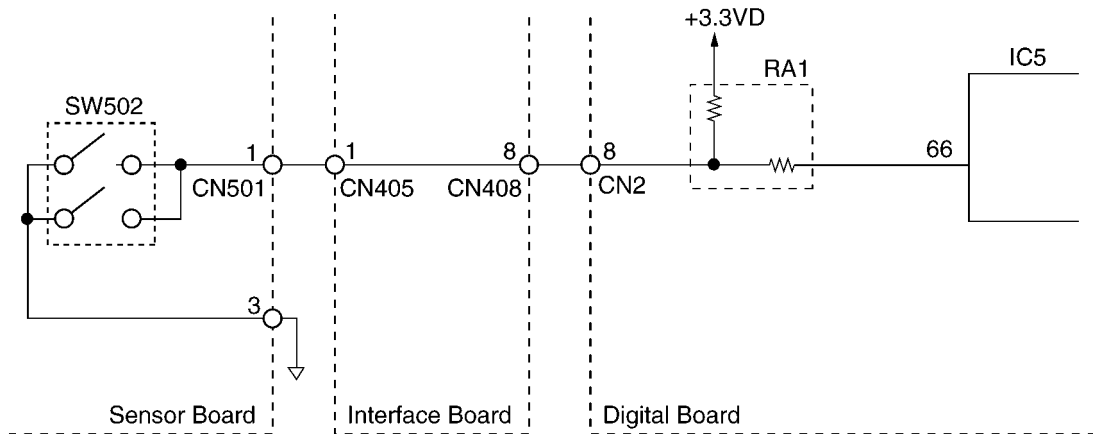 +3.3VD
RA1
IC5
SW502
1
1
8
8
66
CN501
CN405
CN408
CN2
3
Sensor Board
Interface Board
Digital Board